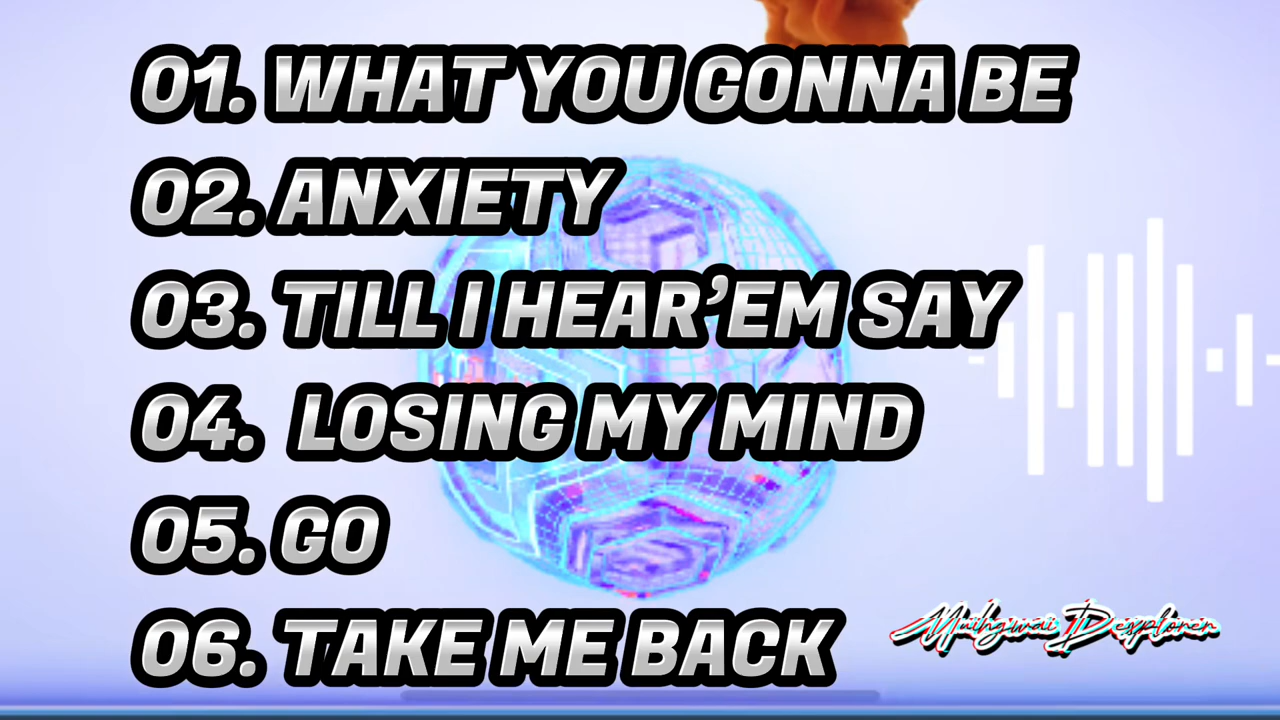 01. WHAT YOU GONNA BE
02. ANXIETY
03. TILL I HEAR'EM SAY
04. LOSING MY MIND
05. GO
06. TAKE ME BACK